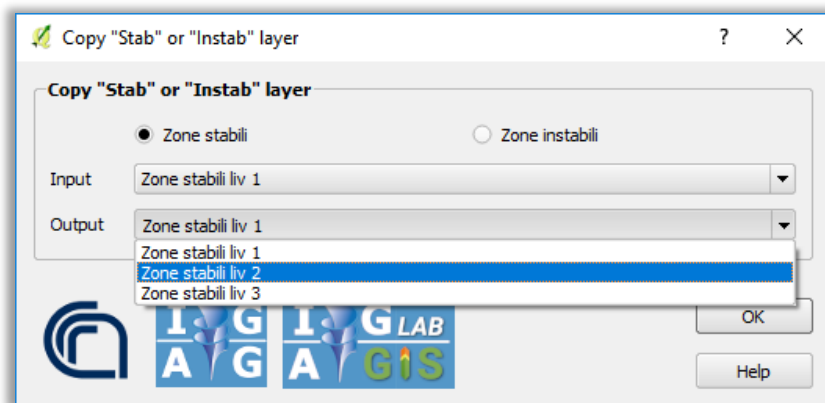 Copy "Stab" or "Instab" layer ?
Copy "Stab" or "Instab" layer
Zone stabili Zone instabili
Input Zone stabili liv 1
Output Zone stabili liv 1
Zone stabili liv 1
Zone stabili liv 2
Zone stabili liv 3
I G
A G
I G LAB
A GIS
OK
Help